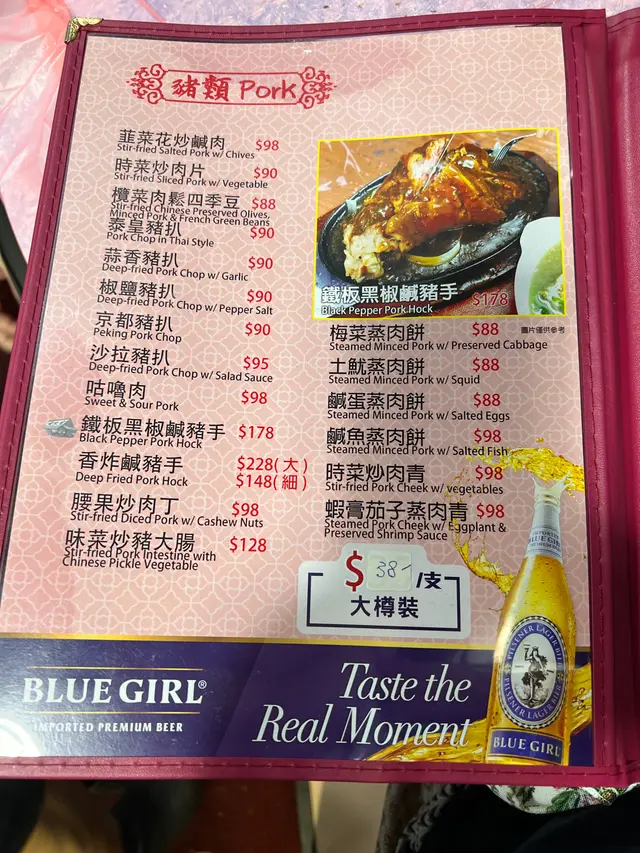 豬類 Pork
韮菜花炒鹹肉 $98
Stir-fried Salted Pork w/ Chives
時菜炒肉片 $90
Stir-fried Sliced Pork w/ Vegetable
欖菜肉鬆四季豆 $88
Stir-fried Chinese Preserved Olives,
Minced Pork & French Green Beans
泰皇豬扒 $90
Pork Chop in Thai Style
蒜香豬扒 $90
Deep-fried Pork Chop w/ Garlic
椒鹽豬扒 $90
Deep-fried Pork Chop w/ Pepper Salt
京都豬扒 $90
Peking Pork Chop
沙拉豬扒 $95
Deep-fried Pork Chop w/ Salad Sauce
咕嚕肉 $98
Sweet & Sour Pork
鐵板黑椒鹹豬手 $178
Black Pepper Pork Hock
香炸鹹豬手 $228(大)
Deep Fried Pork Hock $148(細)
腰果炒肉丁 $98
Stir-fried Diced Pork w/ Cashew Nuts
味菜炒豬大腸 $128
Stir-fried Pork Intestine with
Chinese Pickle Vegetable
鐵板黑椒鹹豬手 $178
Black Pepper Pork Hock
圖片僅供參考
梅菜蒸肉餅 $88
Steamed Minced Pork w/ Preserved Cabbage
土魷蒸肉餅 $88
Steamed Minced Pork w/ Squid
鹹蛋蒸肉餅 $88
Steamed Minced Pork w/ Salted Eggs
鹹魚蒸肉餅 $98
Steamed Minced Pork w/ Salted Fish
時菜炒肉青 $98
Stir-fried Pork Cheek w/ vegetables
蝦膏茄子蒸肉青 $98
Steamed Pork Cheek w/ Eggplant &
Preserved Shrimp Sauce
$ 38 /支
大樽裝
BLUE GIRL®
IMPORTED PREMIUM BEER
Taste the
Real Moment
BLUE GIRL
PILSENER LAGER BIER
BLUE GIRL